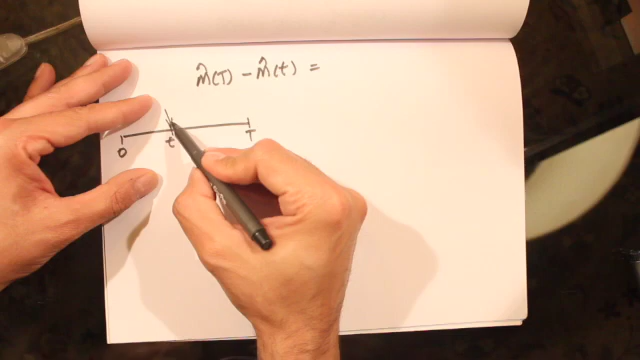 m̂(T) - m̂(t) =
0 t T